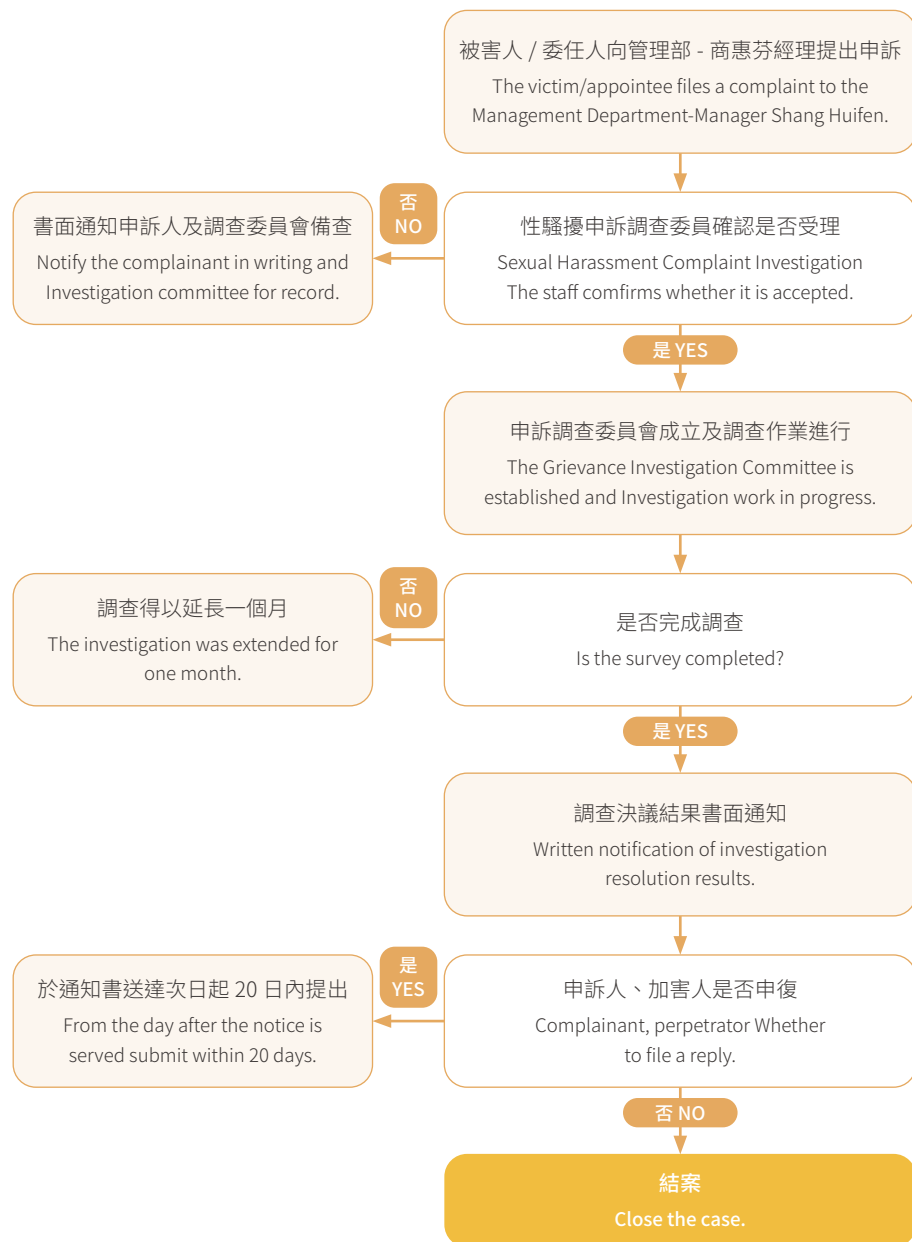 被害人 / 委任人向管理部 - 商惠芬經理提出申訴
The victim/appointee files a complaint to the
Management Department-Manager Shang Huifen.
否
NO
書面通知申訴人及調查委員會備查
Notify the complainant in writing and
Investigation committee for record.
性騷擾申訴調查委員確認是否受理
Sexual Harassment Complaint Investigation
The staff comfirms whether it is accepted.
是 YES
申訴調查委員會成立及調查作業進行
The Grievance Investigation Committee is
established and Investigation work in progress.
否
NO
調查得以延長一個月
The investigation was extended for
one month.
是否完成調查
Is the survey completed?
是 YES
調查決議結果書面通知
Written notification of investigation
resolution results.
是
YES
於通知書送達次日起 20 日內提出
From the day after the notice is
served submit within 20 days.
申訴人、加害人是否申復
Complainant, perpetrator Whether
to file a reply.
否 NO
結案
Close the case.